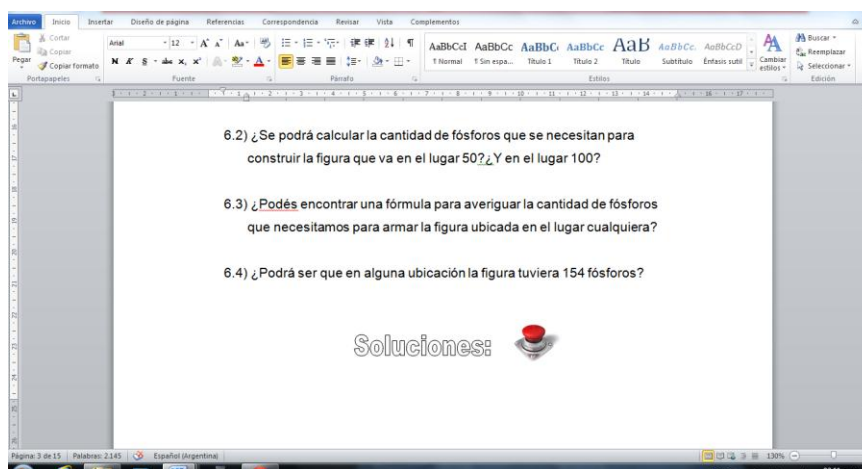 Archivo Inicio Insertar Diseño de página Referencias Correspondencia Revisar Vista Complementos
Pegar
Cortar
Copiar
Copiar formato
Portapapeles
Arial 12
Fuente
Párrafo
AaBbCcI AaBbCc AaBbC AaBbCc AaB AaBbCc. AaBbCcD
¶ Normal ¶ Sin espa... Título 1 Título 2 Título Subtítulo Énfasis sutil
Cambiar estilos
Estilos
Buscar
Reemplazar
Seleccionar
Edición
6.2) ¿Se podrá calcular la cantidad de fósforos que se necesitan para
construir la figura que va en el lugar 50?¿Y en el lugar 100?
6.3) ¿Podés encontrar una fórmula para averiguar la cantidad de fósforos
que necesitamos para armar la figura ubicada en el lugar cualquiera?
6.4) ¿Podrá ser que en alguna ubicación la figura tuviera 154 fósforos?
Soluciones:
Página: 3 de 15 Palabras: 2.145 Español (Argentina) 130%